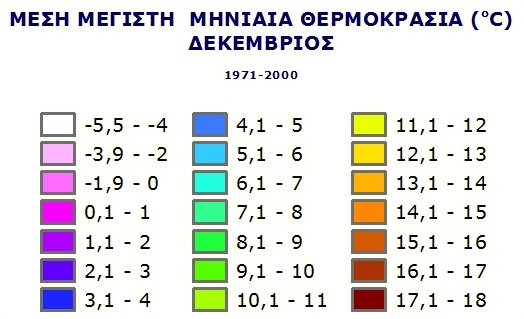 ΜΕΣΗ ΜΕΓΙΣΤΗ ΜΗΝΙΑΙΑ ΘΕΡΜΟΚΡΑΣΙΑ (°C)
ΔΕΚΕΜΒΡΙΟΣ
1971-2000
-5,5 - -4 4,1 - 5 11,1 - 12
-3,9 - -2 5,1 - 6 12,1 - 13
-1,9 - 0 6,1 - 7 13,1 - 14
0,1 - 1 7,1 - 8 14,1 - 15
1,1 - 2 8,1 - 9 15,1 - 16
2,1 - 3 9,1 - 10 16,1 - 17
3,1 - 4 10,1 - 11 17,1 - 18